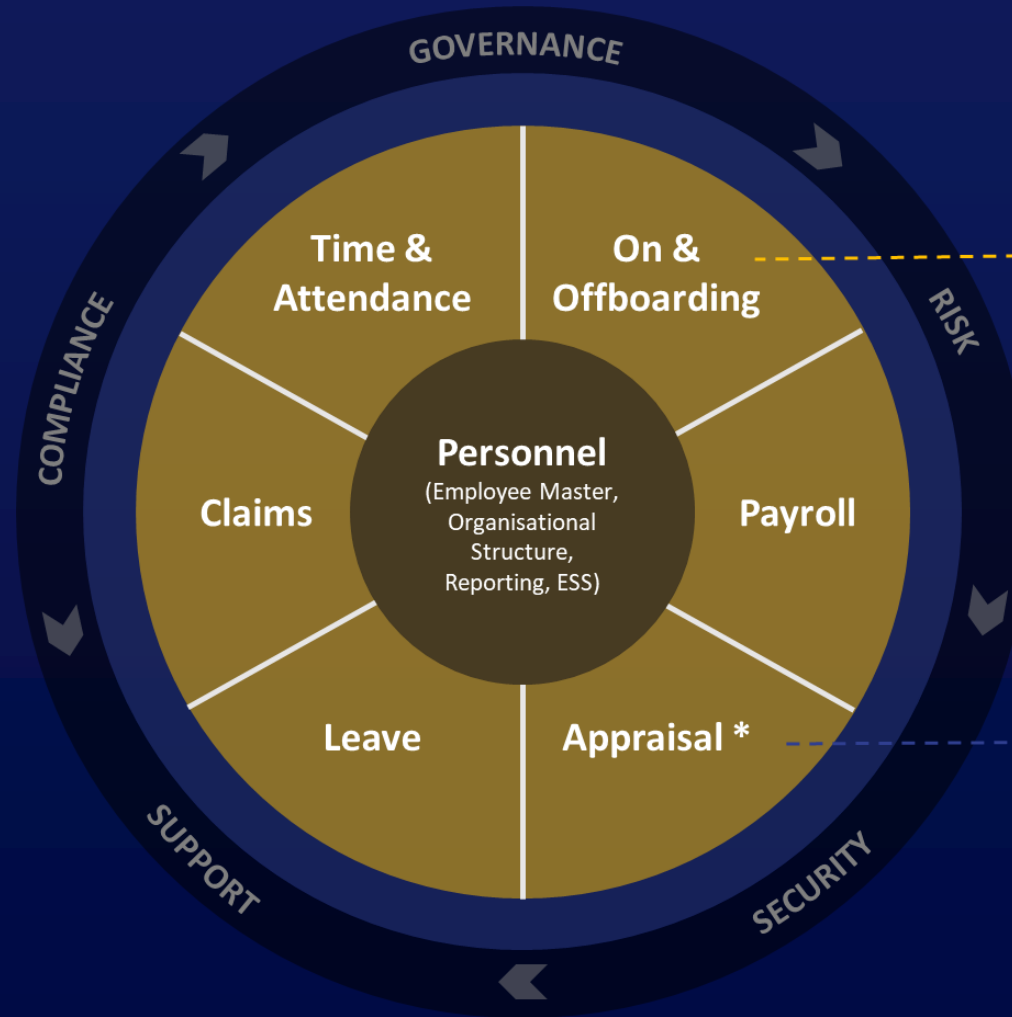 GOVERNANCE
Time &
Attendance
On &
Offboarding
RISK
COMPLIANCE
Personnel
(Employee Master,
Organisational
Structure,
Reporting, ESS)
Claims
Payroll
Leave
Appraisal *
SUPPORT
SECURITY